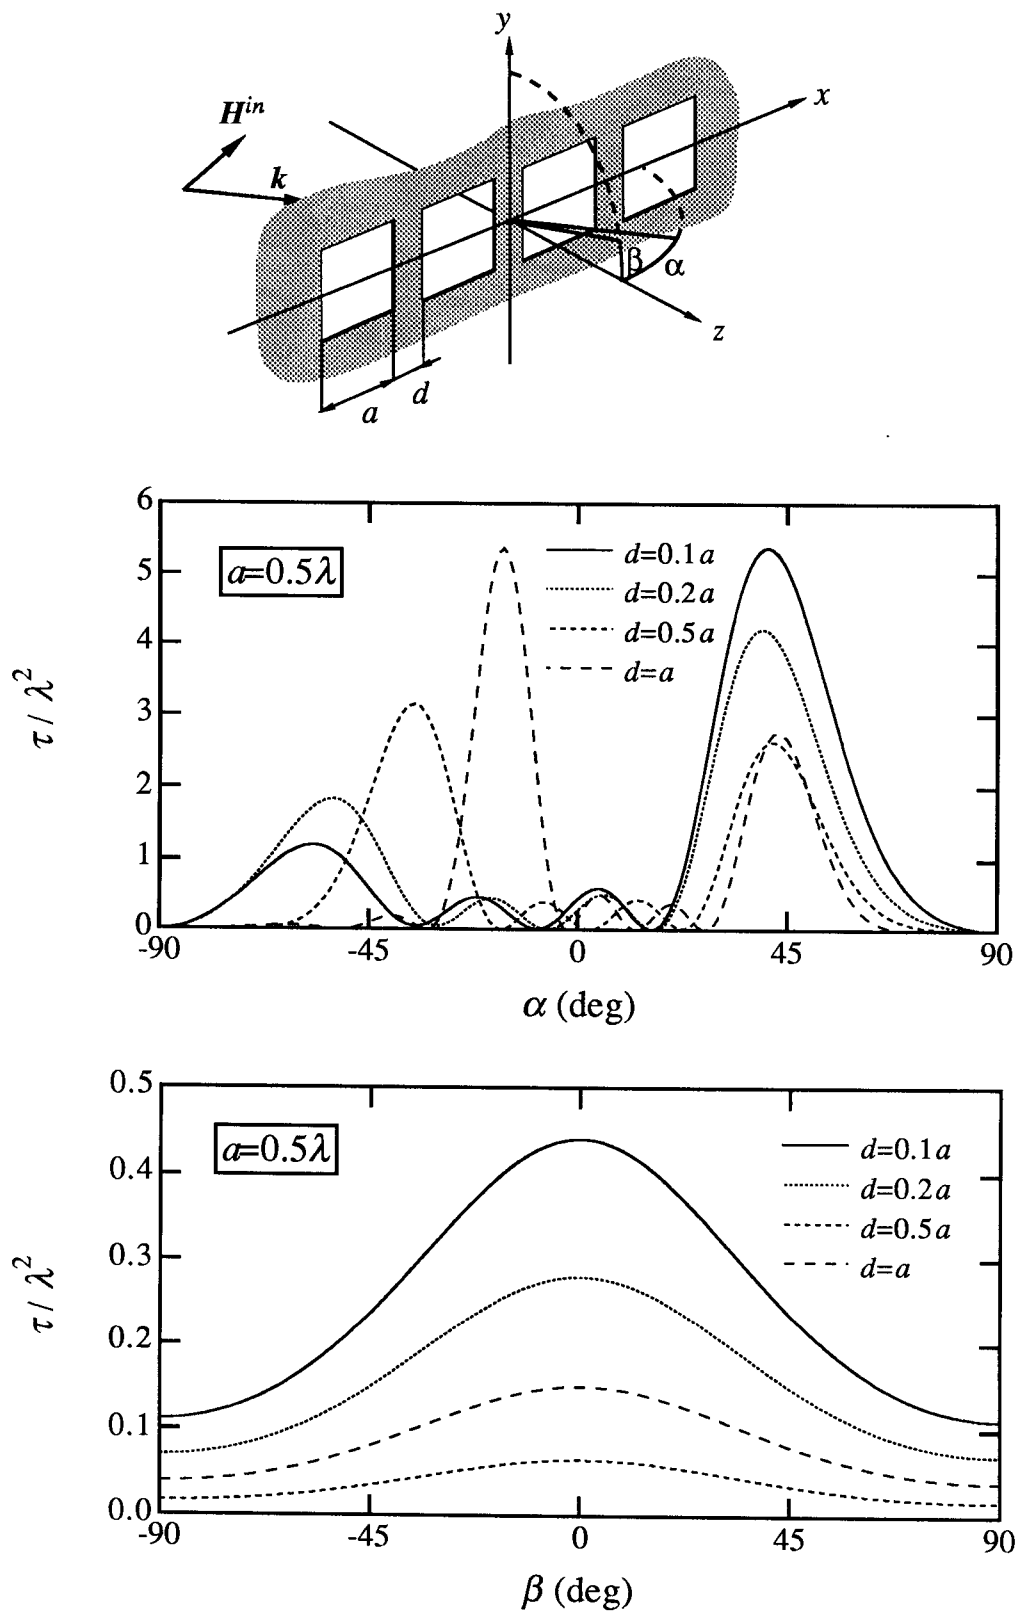 y
x
H^in
k
β
α
z
a
d
6
5
4
3
2
1
0
τ / λ²
a=0.5λ
d=0.1a
d=0.2a
d=0.5a
d=a
-90
-45
0
45
90
α (deg)
0.5
0.4
0.3
0.2
0.1
0.0
τ / λ²
a=0.5λ
d=0.1a
d=0.2a
d=0.5a
d=a
-90
-45
0
45
90
β (deg)